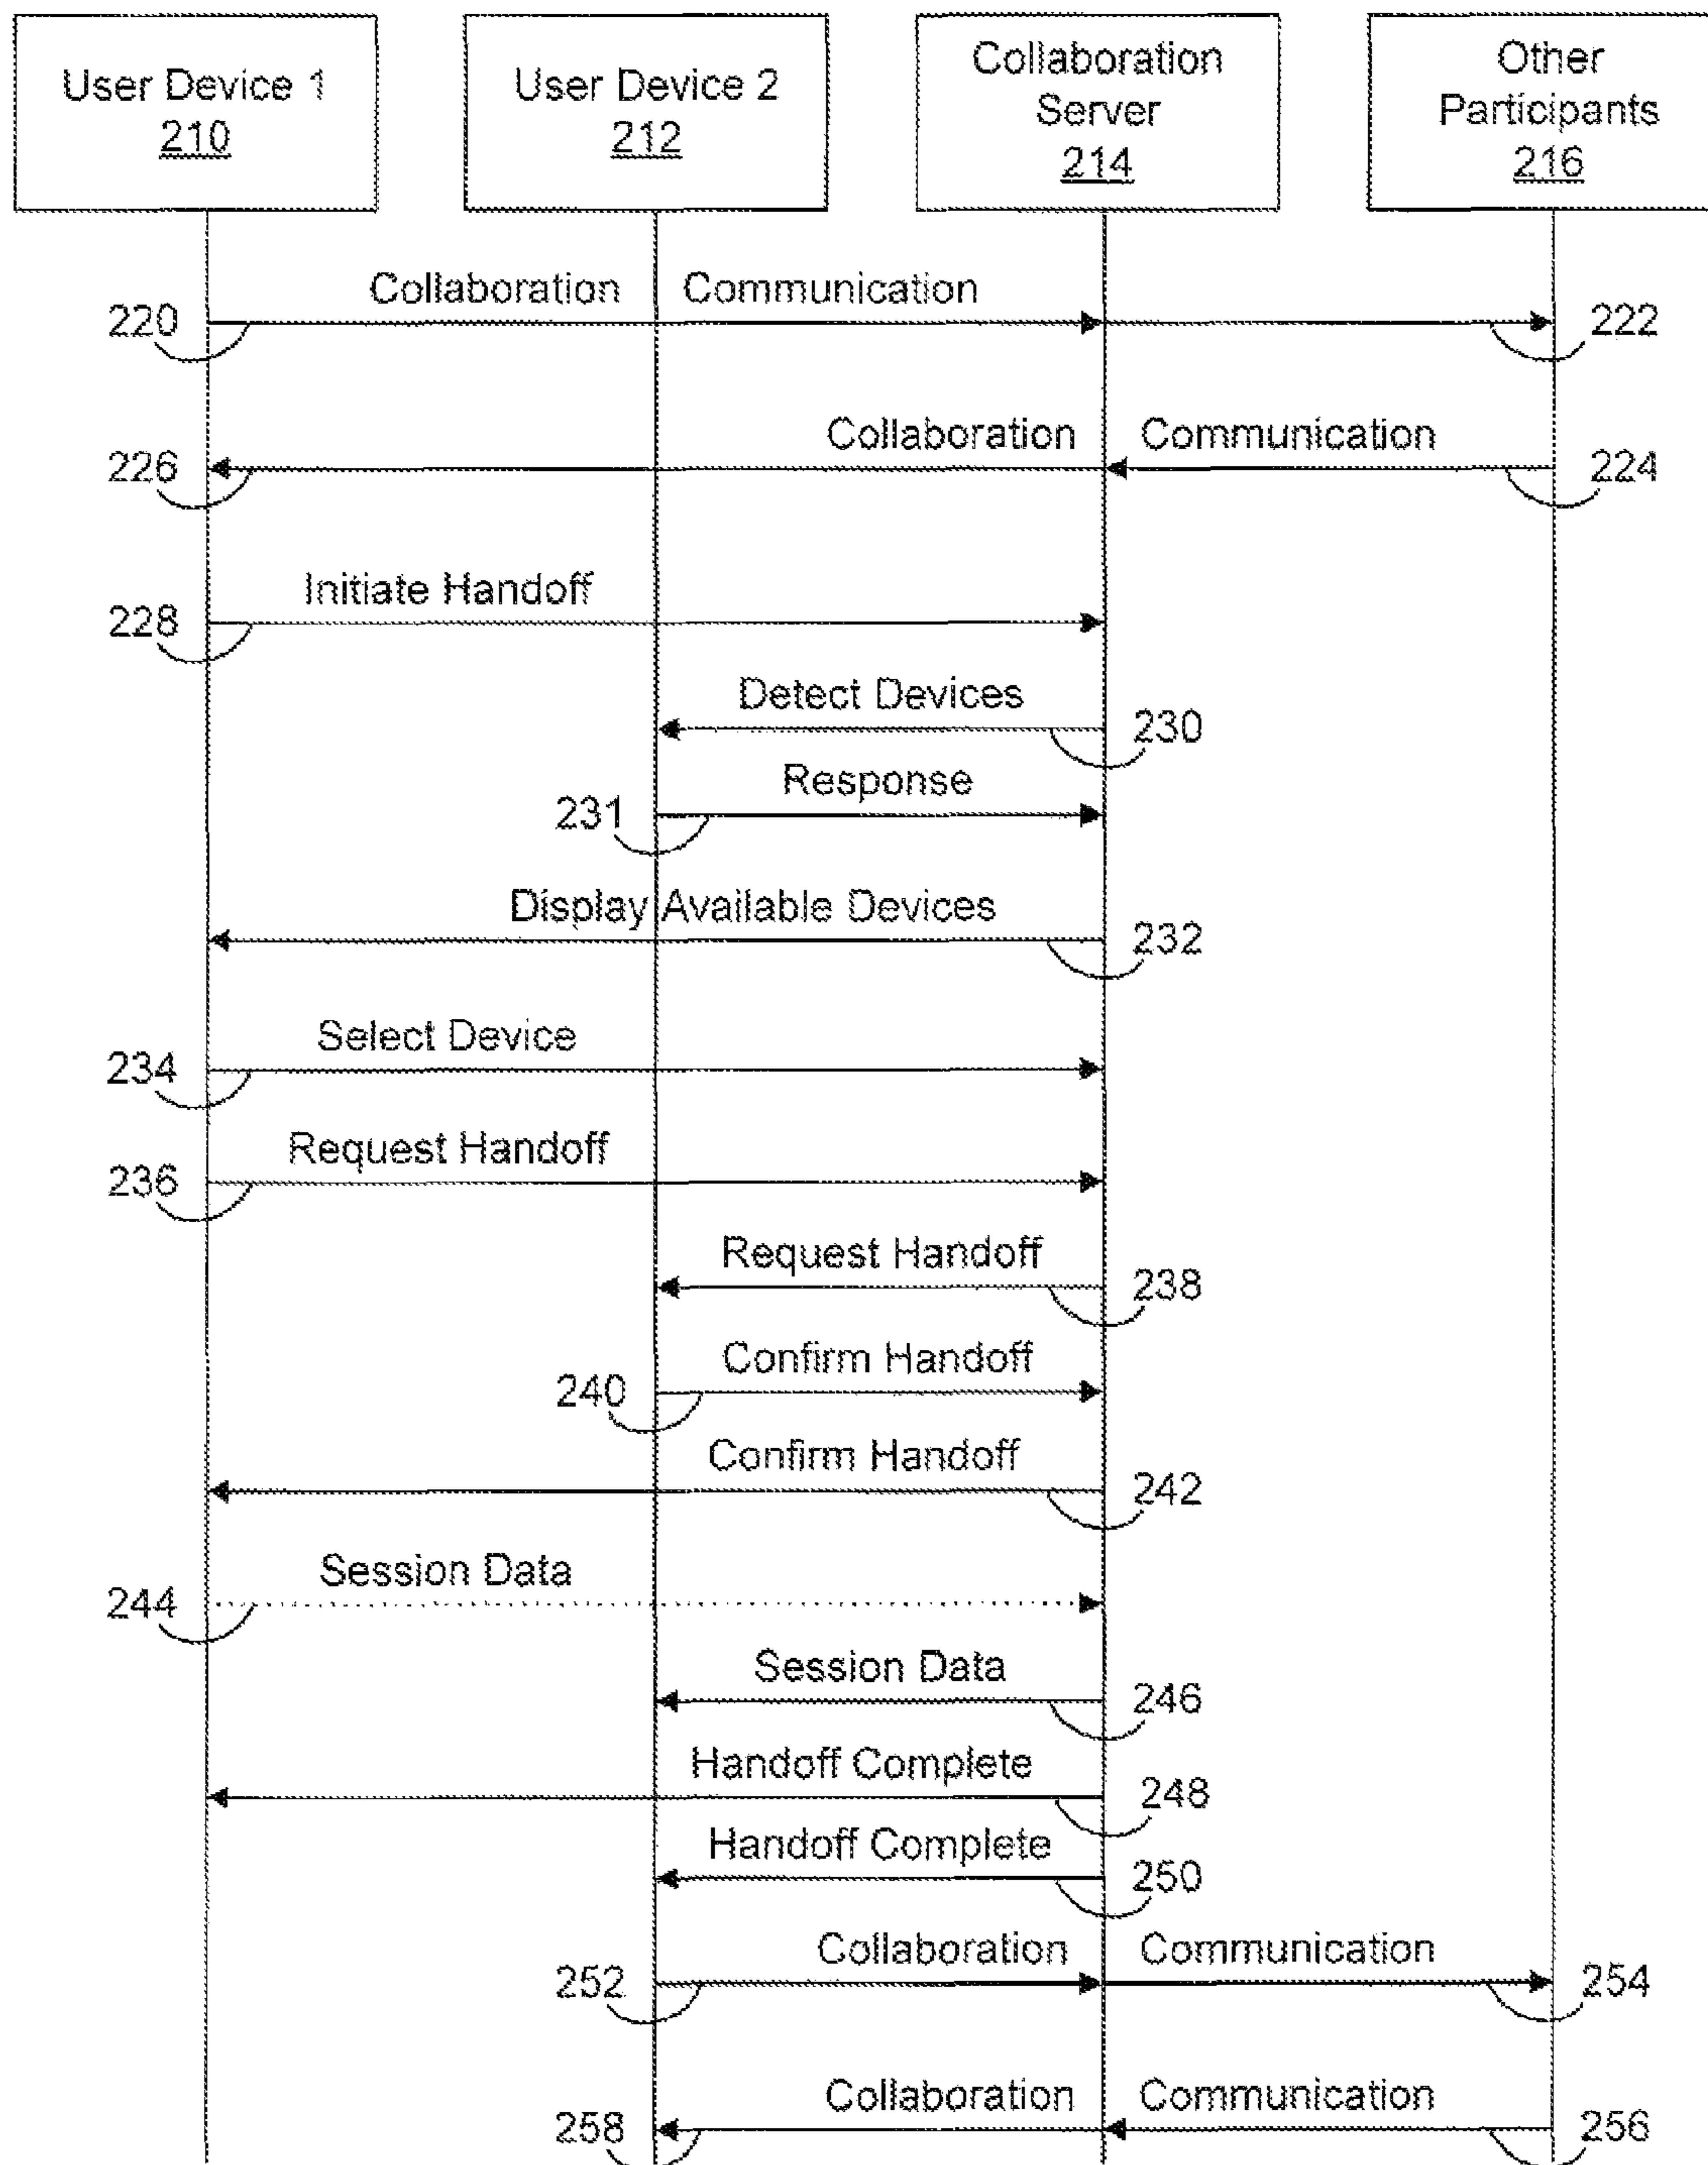 User Device 1
210
User Device 2
212
Collaboration
Server
214
Other
Participants
216
Collaboration Communication
220
222
Collaboration Communication
226
224
Initiate Handoff
228
Detect Devices
230
Response
231
Display Available Devices
232
Select Device
234
Request Handoff
236
Request Handoff
238
Confirm Handoff
240
Confirm Handoff
242
Session Data
244
Session Data
246
Handoff Complete
248
Handoff Complete
250
Collaboration Communication
252
254
Collaboration Communication
258
256